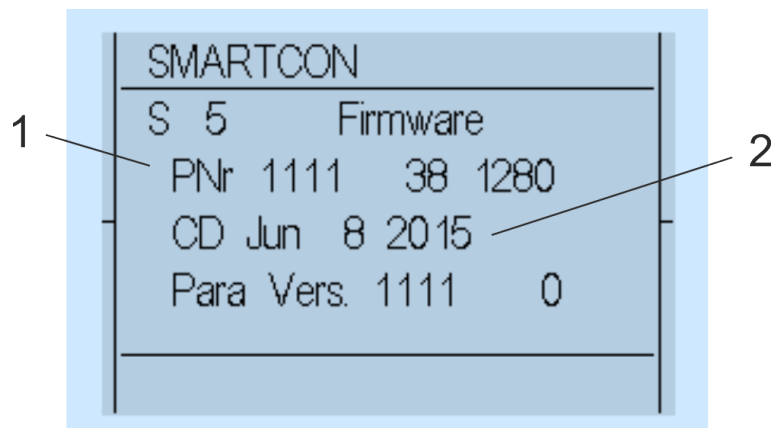 SMARTCON
S 5 Firmware
1
PNr 1111 38 1280
2
CD Jun 8 2015
Para Vers. 1111 0